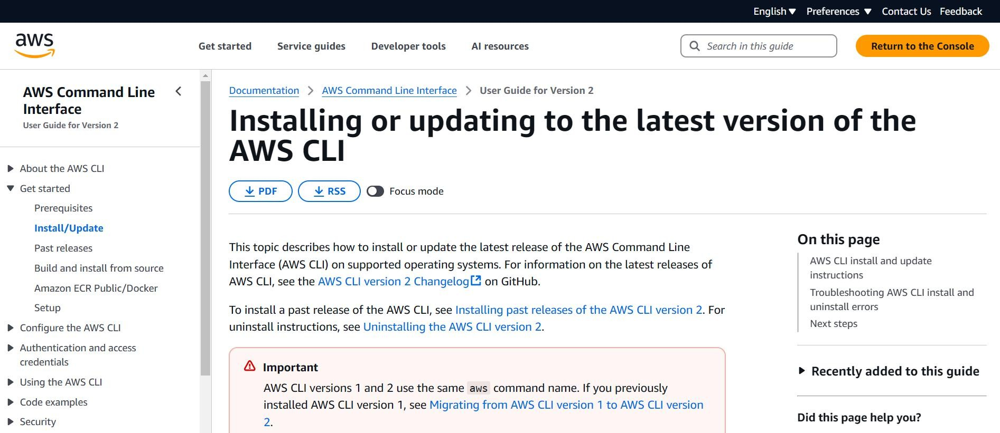 English Preferences Contact Us Feedback
aws
Get started Service guides Developer tools AI resources
Search in this guide
Return to the Console
AWS Command Line
Interface
User Guide for Version 2
About the AWS CLI
Get started
Prerequisites
Install/Update
Past releases
Build and install from source
Amazon ECR Public/Docker
Setup
Configure the AWS CLI
Authentication and access
credentials
Using the AWS CLI
Code examples
Security
Documentation > AWS Command Line Interface > User Guide for Version 2
Installing or updating to the latest version of the
AWS CLI
PDF RSS Focus mode
This topic describes how to install or update the latest release of the AWS Command Line
Interface (AWS CLI) on supported operating systems. For information on the latest releases of
AWS CLI, see the AWS CLI version 2 Changelog on GitHub.
To install a past release of the AWS CLI, see Installing past releases of the AWS CLI version 2. For
uninstall instructions, see Uninstalling the AWS CLI version 2.
Important
AWS CLI versions 1 and 2 use the same aws command name. If you previously
installed AWS CLI version 1, see Migrating from AWS CLI version 1 to AWS CLI version
2.
On this page
AWS CLI install and update
instructions
Troubleshooting AWS CLI install and
uninstall errors
Next steps
Recently added to this guide
Did this page help you?